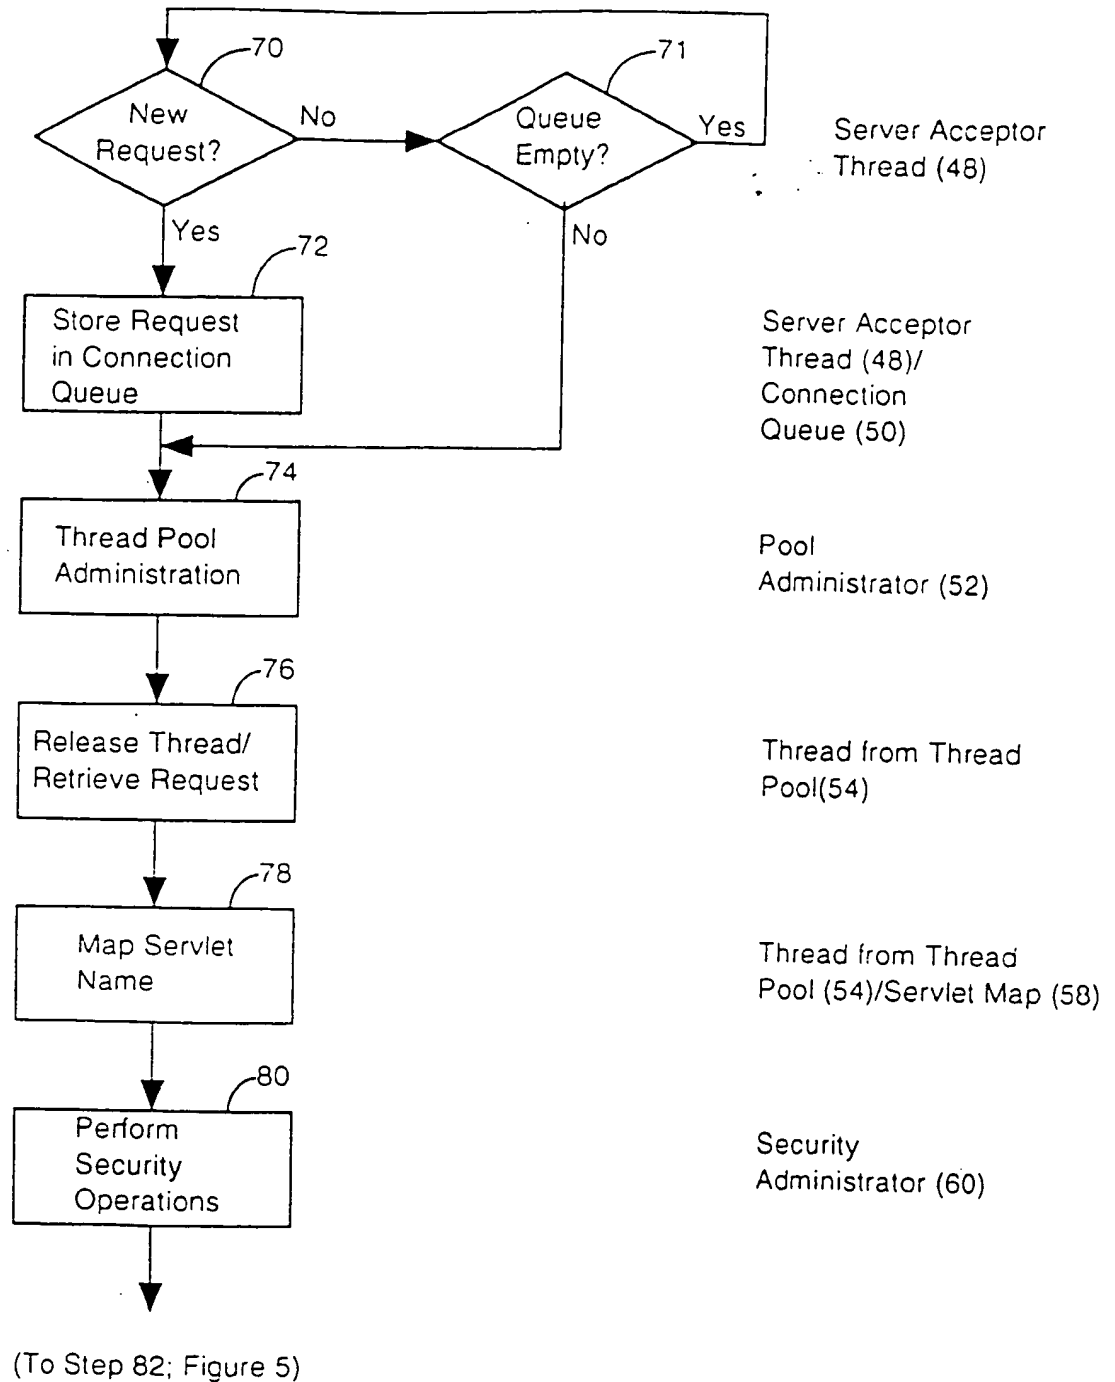 70
71
New
Request?
No
Queue
Empty?
Yes
Server Acceptor
Thread (48)
Yes
No
72
Store Request
in Connection
Queue
Server Acceptor
Thread (48)/
Connection
Queue (50)
74
Thread Pool
Administration
Pool
Administrator (52)
76
Release Thread/
Retrieve Request
Thread from Thread
Pool(54)
78
Map Servlet
Name
Thread from Thread
Pool (54)/Servlet Map (58)
80
Perform
Security
Operations
Security
Administrator (60)
(To Step 82; Figure 5)